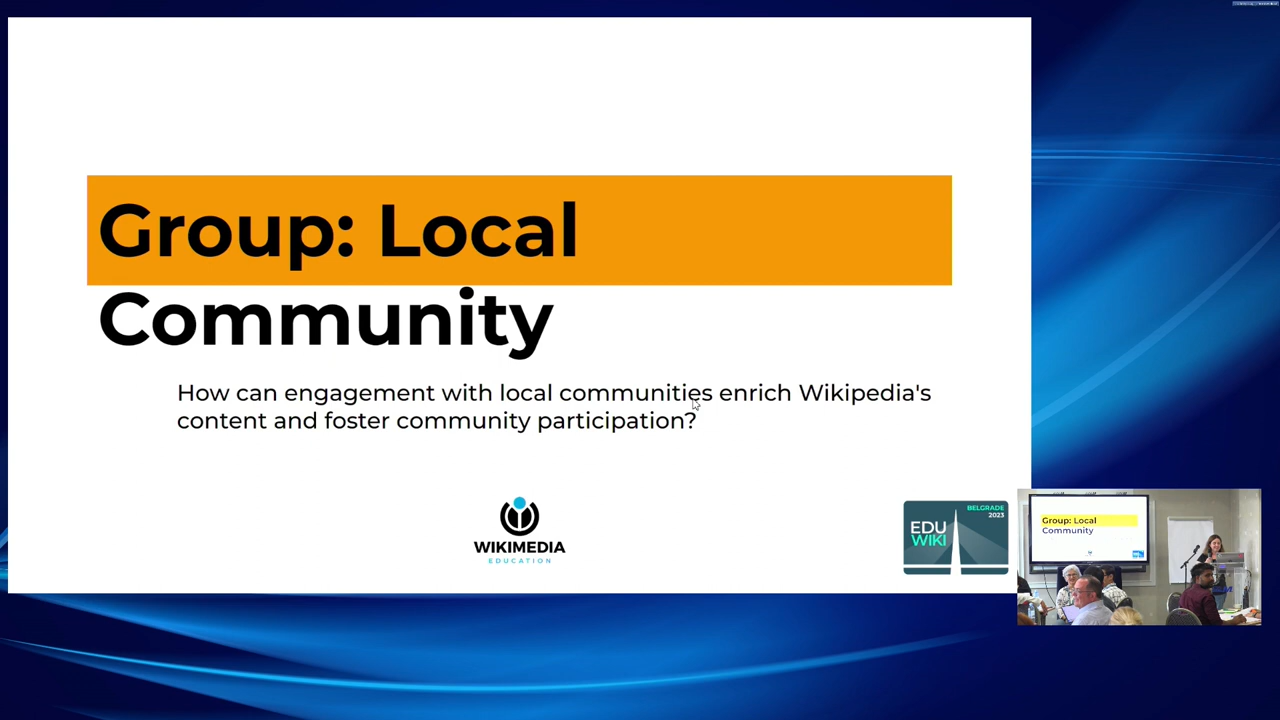 Group: Local
Community
How can engagement with local communities enrich Wikipedia's
content and foster community participation?
WIKIMEDIA
EDUCATION
BELGRADE
2023
EDU
WIKI
Group: Local
Community